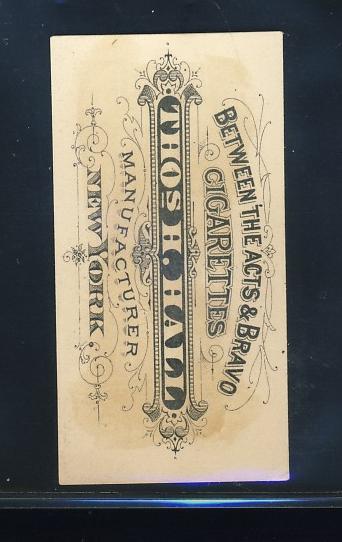 BETWEEN THE ACTS & BRAVO
CIGARETTES
THOS. H. HALL
MANUFACTURER
NEW YORK